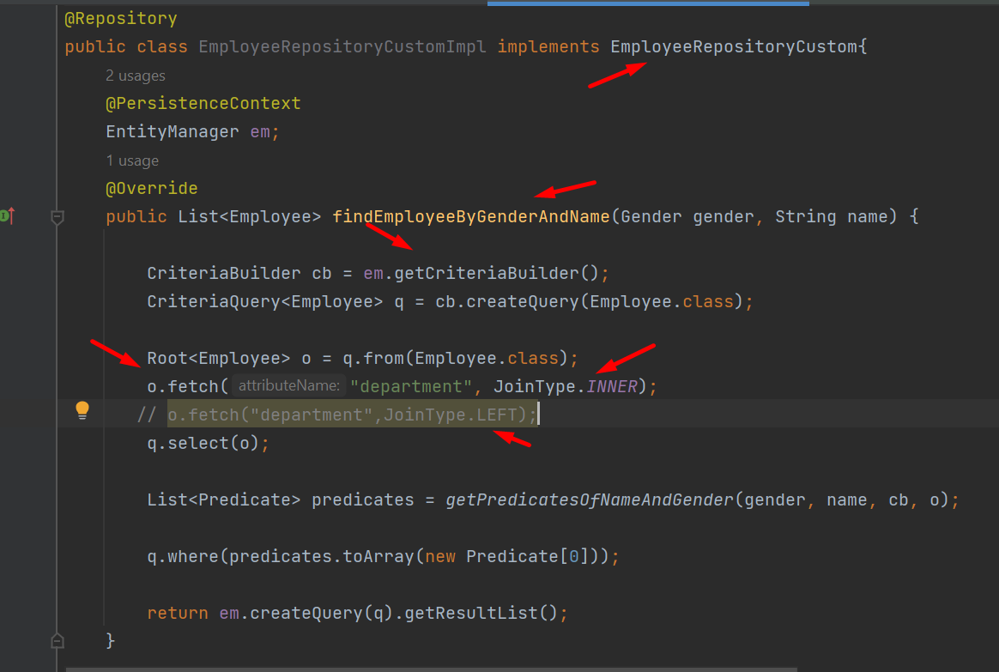 @Repository
public class EmployeeRepositoryCustomImpl implements EmployeeRepositoryCustom{
2 usages
@PersistenceContext
EntityManager em;
1 usage
@Override
public List<Employee> findEmployeeByGenderAndName(Gender gender, String name) {
CriteriaBuilder cb = em.getCriteriaBuilder();
CriteriaQuery<Employee> q = cb.createQuery(Employee.class);
Root<Employee> o = q.from(Employee.class);
o.fetch( attributeName: "department", JoinType.INNER);
// o.fetch("department",JoinType.LEFT);
q.select(o);
List<Predicate> predicates = getPredicatesOfNameAndGender(gender, name, cb, o);
q.where(predicates.toArray(new Predicate[0]));
return em.createQuery(q).getResultList();
}